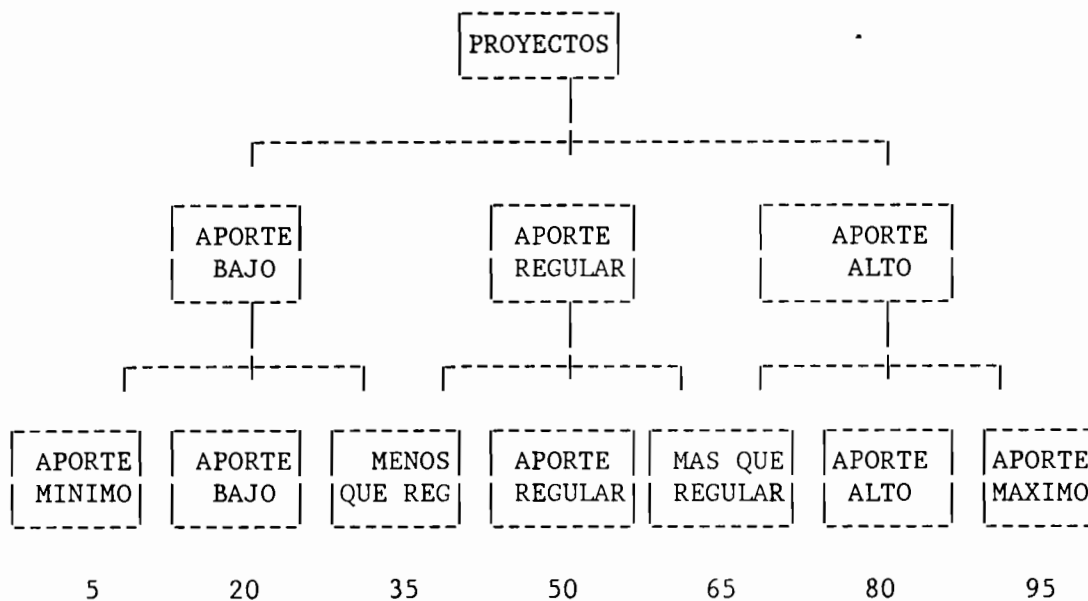 PROYECTOS
APORTE
BAJO
APORTE
REGULAR
APORTE
ALTO
APORTE
MINIMO
APORTE
BAJO
MENOS
QUE REG
APORTE
REGULAR
MAS QUE
REGULAR
APORTE
ALTO
APORTE
MAXIMO
5 20 35 50 65 80 95